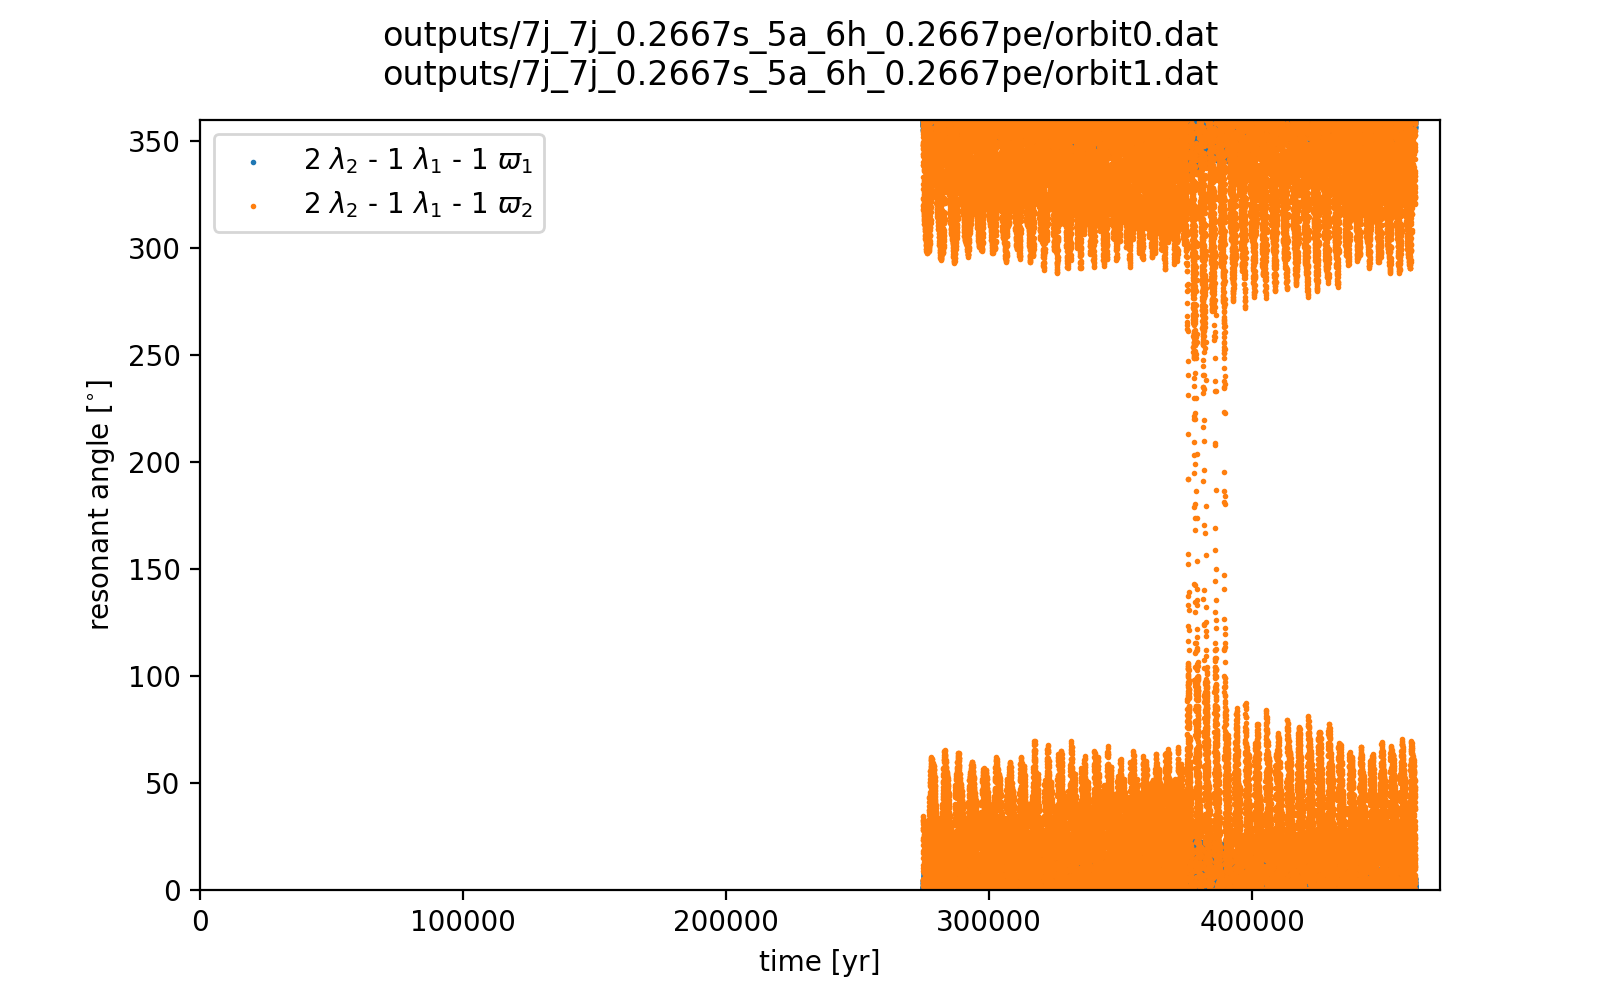 outputs/7j_7j_0.2667s_5a_6h_0.2667pe/orbit0.dat
outputs/7j_7j_0.2667s_5a_6h_0.2667pe/orbit1.dat
2 λ₂ - 1 λ₁ - 1 ϖ₁
2 λ₂ - 1 λ₁ - 1 ϖ₂
350
300
250
200
150
100
50
0
resonant angle [°]
0 100000 200000 300000 400000
time [yr]